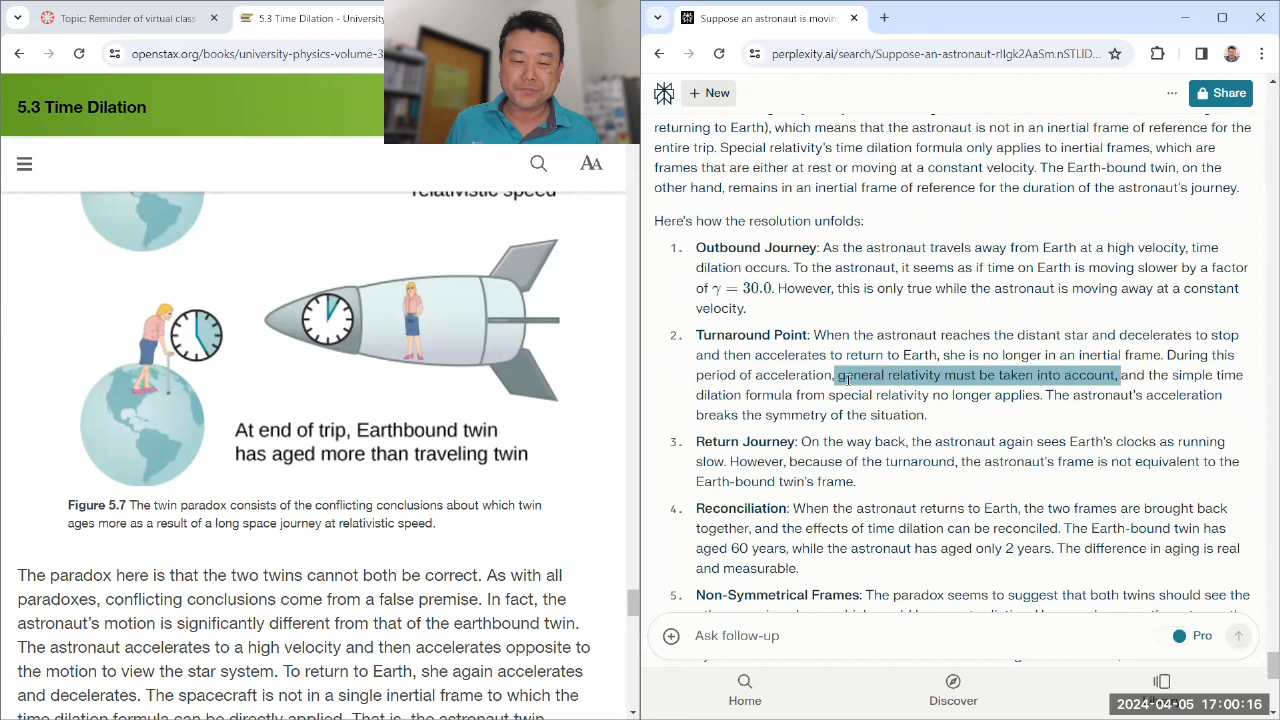 Topic: Reminder of virtual class
5.3 Time Dilation - University
openstax.org/books/university-physics-volume-3
5.3 Time Dilation
relativistic speed
At end of trip, Earthbound twin
has aged more than traveling twin
Figure 5.7 The twin paradox consists of the conflicting conclusions about which twin
ages more as a result of a long space journey at relativistic speed.
The paradox here is that the two twins cannot both be correct. As with all
paradoxes, conflicting conclusions come from a false premise. In fact, the
astronaut's motion is significantly different from that of the earthbound twin.
The astronaut accelerates to a high velocity and then accelerates opposite to
the motion to view the star system. To return to Earth, she again accelerates
and decelerates. The spacecraft is not in a single inertial frame to which the
time dilation formula can be directly applied. That is, the astronaut twin
Suppose an astronaut is movin
perplexity.ai/search/Suppose-an-astronaut-rIlgk2AaSm.nSTLlD...
+ New
Share
returning to Earth), which means that the astronaut is not in an inertial frame of reference for the
entire trip. Special relativity's time dilation formula only applies to inertial frames, which are
frames that are either at rest or moving at a constant velocity. The Earth-bound twin, on the
other hand, remains in an inertial frame of reference for the duration of the astronaut's journey.
Here's how the resolution unfolds:
1. Outbound Journey: As the astronaut travels away from Earth at a high velocity, time
dilation occurs. To the astronaut, it seems as if time on Earth is moving slower by a factor
of γ = 30.0. However, this is only true while the astronaut is moving away at a constant
velocity.
2. Turnaround Point: When the astronaut reaches the distant star and decelerates to stop
and then accelerates to return to Earth, she is no longer in an inertial frame. During this
period of acceleration, general relativity must be taken into account, and the simple time
dilation formula from special relativity no longer applies. The astronaut's acceleration
breaks the symmetry of the situation.
3. Return Journey: On the way back, the astronaut again sees Earth's clocks as running
slow. However, because of the turnaround, the astronaut's frame is not equivalent to the
Earth-bound twin's frame.
4. Reconciliation: When the astronaut returns to Earth, the two frames are brought back
together, and the effects of time dilation can be reconciled. The Earth-bound twin has
aged 60 years, while the astronaut has aged only 2 years. The difference in aging is real
and measurable.
5. Non-Symmetrical Frames: The paradox seems to suggest that both twins should see the
Ask follow-up
Pro
Home
Discover
2024-04-05 17:00:16